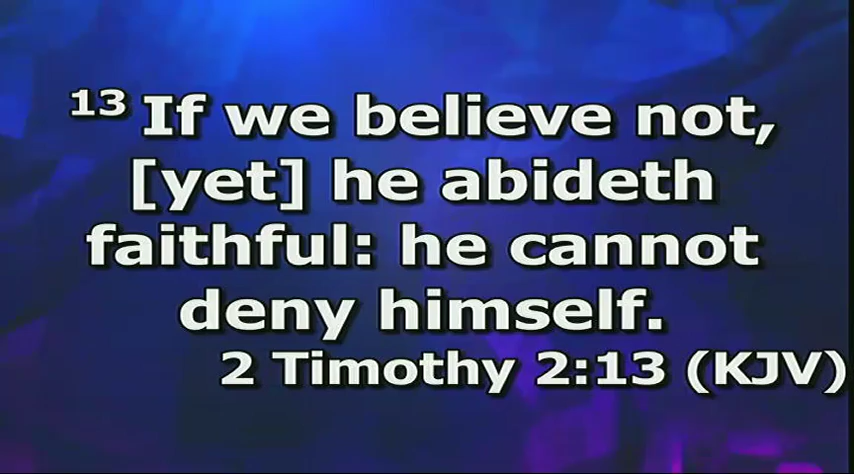 13 If we believe not,
[yet] he abideth
faithful: he cannot
deny himself.
2 Timothy 2:13 (KJV)